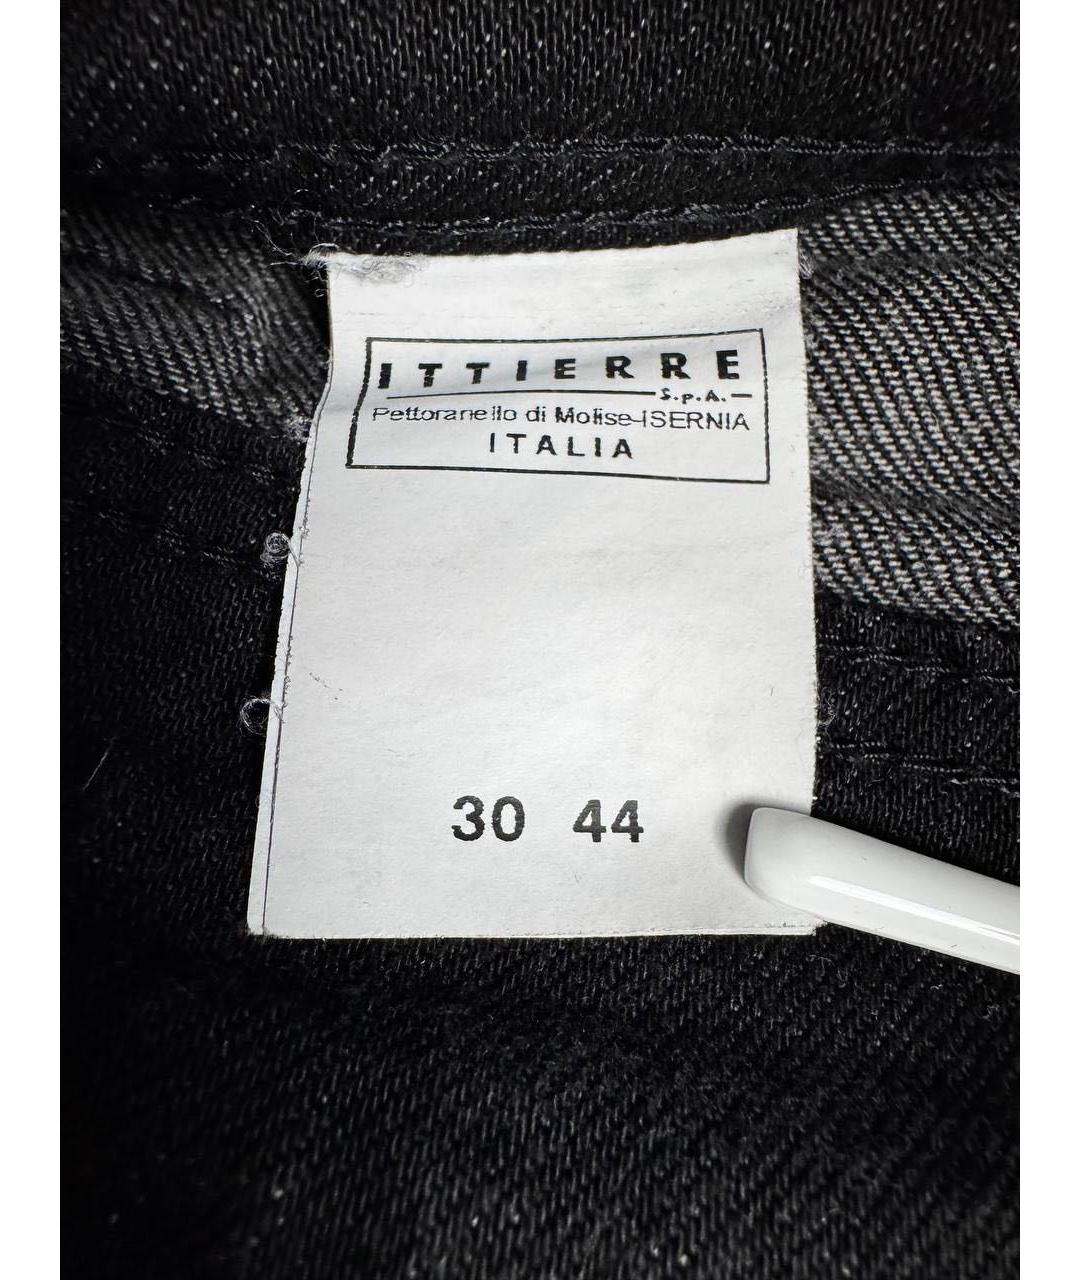 ITTIERRE
S.p.A.
Pettoranello di Molise-ISERNIA
ITALIA
30 44